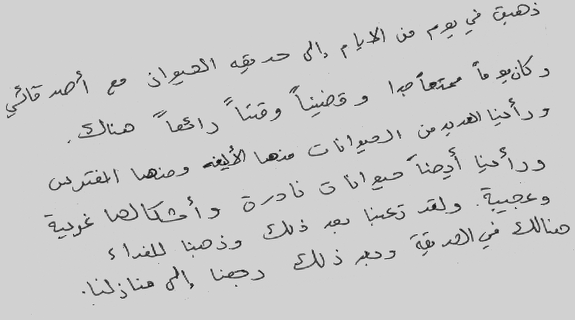 ذهبت في يوم من الايام إلى حديقه الحيوان مع أصدقائي
وكان يوماً ممتعاً جدا وقضيناً وقتاً رائعاً هناك.
ورأينا العديد من الحيوانات منها الأليفه ومنها المفترس
ورأينا أيضاً حيوانات نادرة وأشكالها غريبة
وعجيبة. ولقد تعبنا بعد ذلك وذهبنا للغداء
هنالك في الحديقة وبعد ذلك رجعنا إلى منازلنا.